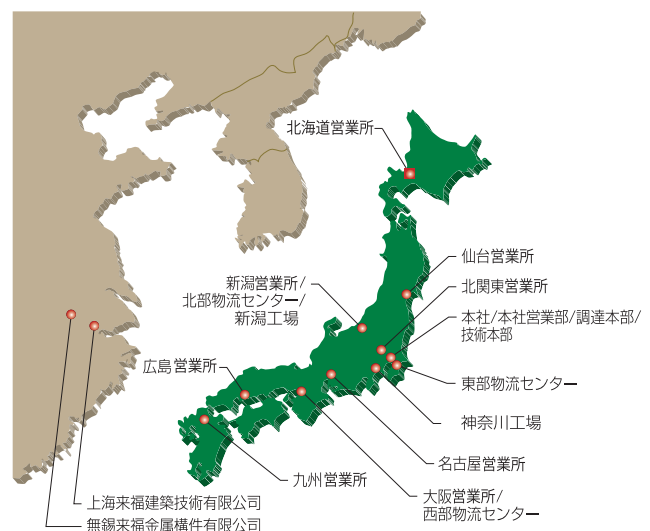 北海道営業所
仙台営業所
新潟営業所/
北部物流センター/
新潟工場
北関東営業所
本社/本社営業部/調達本部/
技術本部
広島営業所
東部物流センター
神奈川工場
名古屋営業所
九州営業所
大阪営業所/
西部物流センター
上海来福建築技術有限公司
無錫来福金属構件有限公司